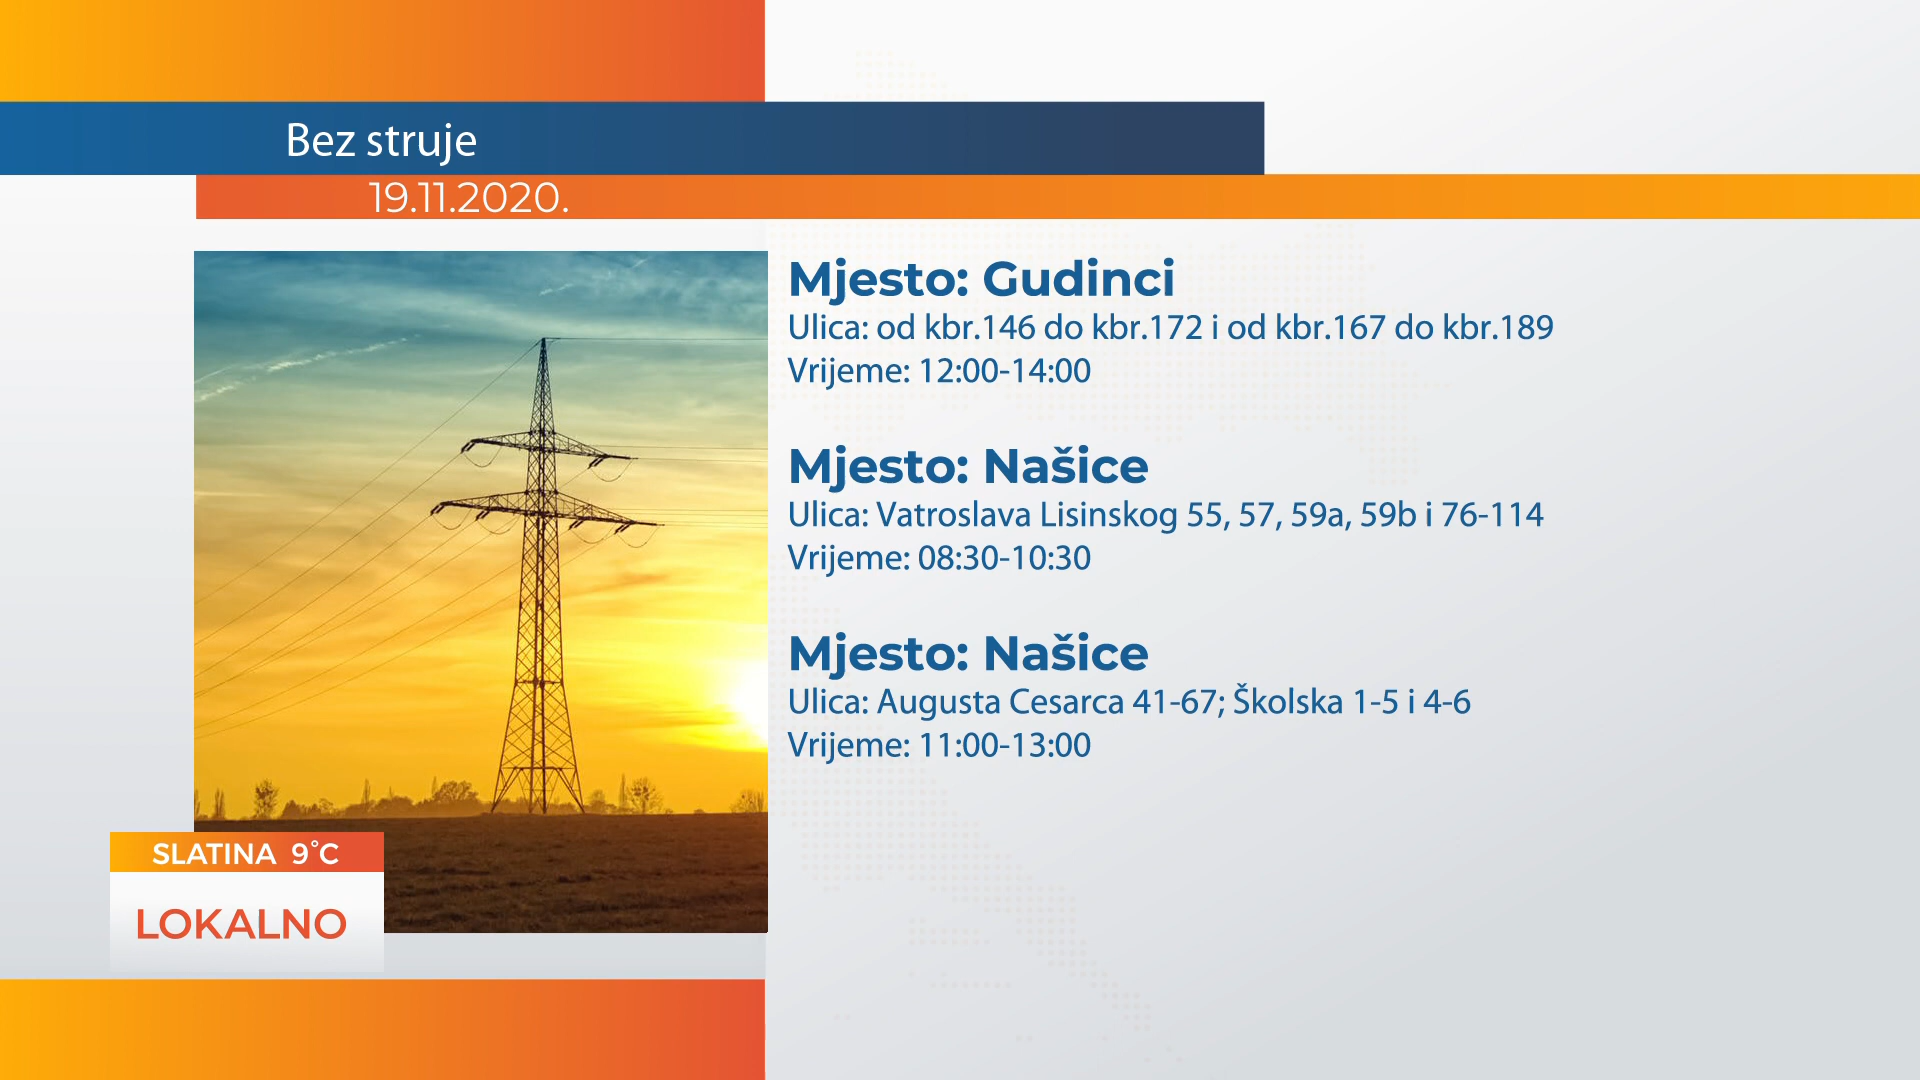 Bez struje
19.11.2020.
Mjesto: Gudinci
Ulica: od kbr.146 do kbr.172 i od kbr.167 do kbr.189
Vrijeme: 12:00-14:00
Mjesto: Našice
Ulica: Vatroslava Lisinskog 55, 57, 59a, 59b i 76-114
Vrijeme: 08:30-10:30
Mjesto: Našice
Ulica: Augusta Cesarca 41-67; Školska 1-5 i 4-6
Vrijeme: 11:00-13:00
SLATINA 9°C
LOKALNO